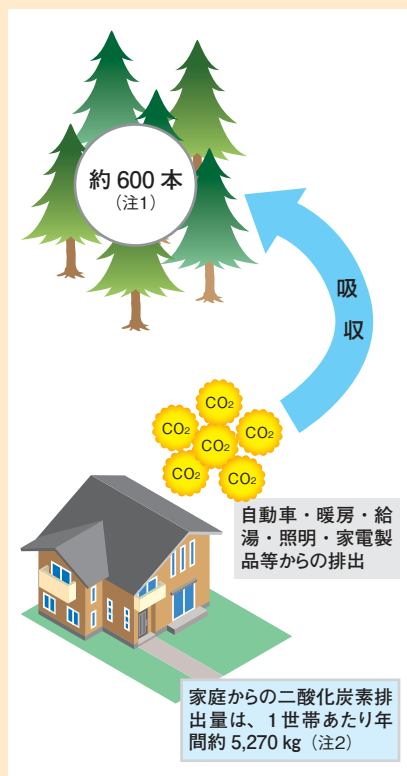 約 600 本
（注1）
吸
収
CO₂
CO₂
CO₂
CO₂
CO₂
CO₂
自動車・暖房・給
湯・照明・家電製
品等からの排出
家庭からの二酸化炭素排
出量は、１世帯あたり年
間約 5,270 kg（注2）